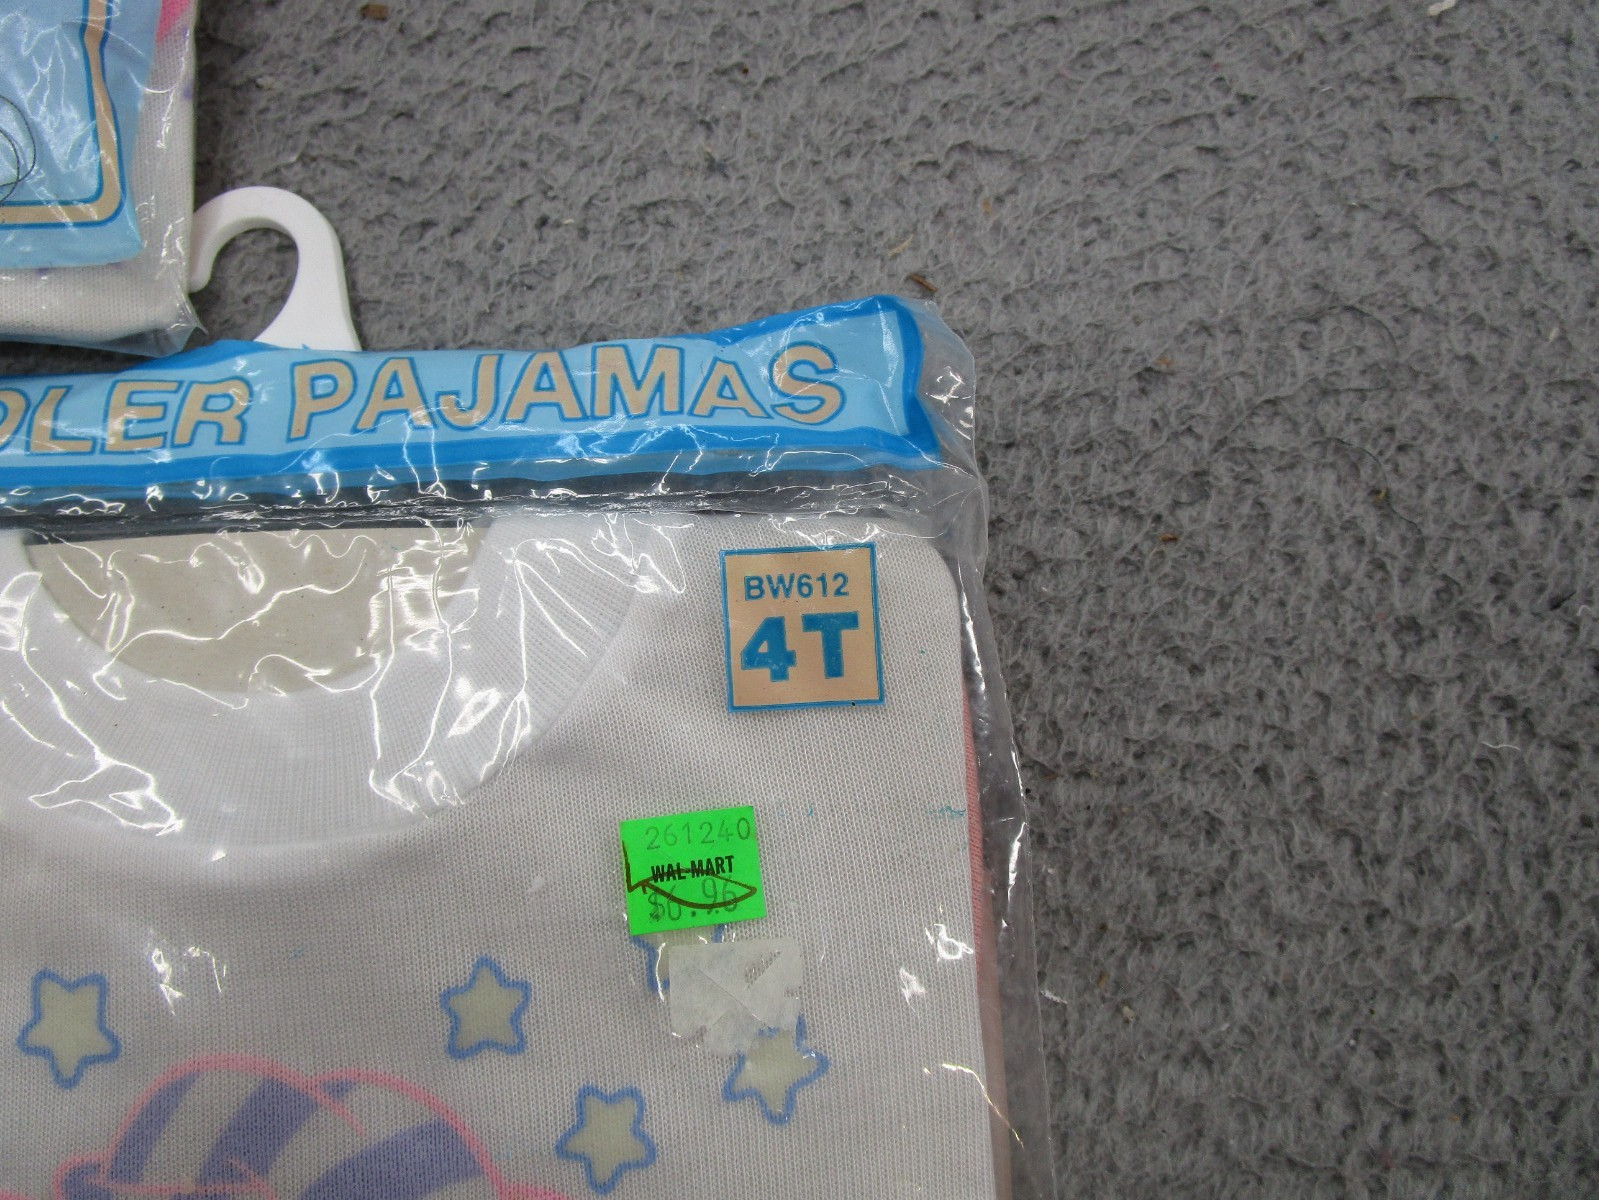 DLER PAJAMAS
BW612
4T
261240
WAL-MART
$6.96